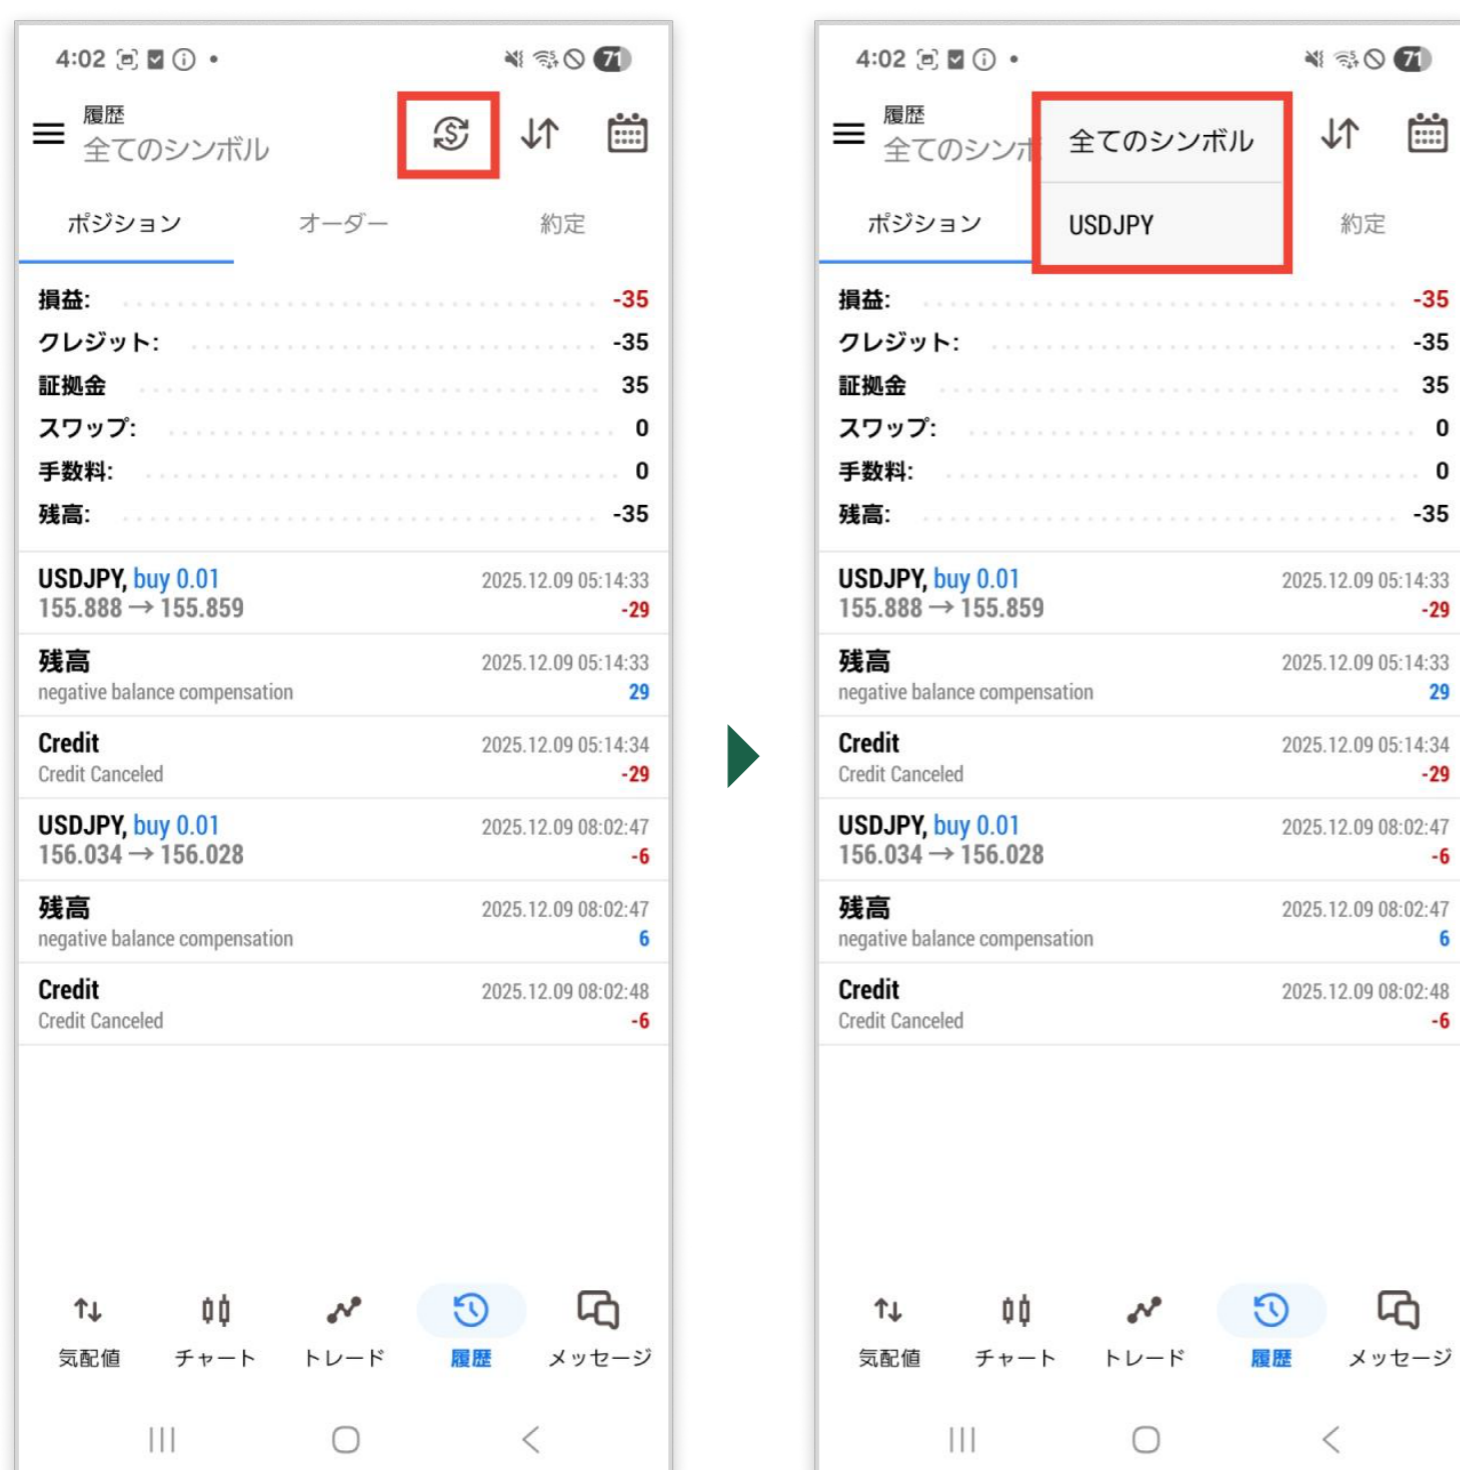 4:02
71
履歴
全てのシンボル
ポジション
オーダー
約定
損益: -35
クレジット: -35
証拠金 35
スワップ: 0
手数料: 0
残高: -35
USDJPY, buy 0.01 2025.12.09 05:14:33
155.888 → 155.859 -29
残高 2025.12.09 05:14:33
negative balance compensation 29
Credit 2025.12.09 05:14:34
Credit Canceled -29
USDJPY, buy 0.01 2025.12.09 08:02:47
156.034 → 156.028 -6
残高 2025.12.09 08:02:47
negative balance compensation 6
Credit 2025.12.09 08:02:48
Credit Canceled -6
気配値
チャート
トレード
履歴
メッセージ
4:02
71
履歴
全てのシンボ
全てのシンボル
USDJPY
ポジション
約定
損益: -35
クレジット: -35
証拠金 35
スワップ: 0
手数料: 0
残高: -35
USDJPY, buy 0.01 2025.12.09 05:14:33
155.888 → 155.859 -29
残高 2025.12.09 05:14:33
negative balance compensation 29
Credit 2025.12.09 05:14:34
Credit Canceled -29
USDJPY, buy 0.01 2025.12.09 08:02:47
156.034 → 156.028 -6
残高 2025.12.09 08:02:47
negative balance compensation 6
Credit 2025.12.09 08:02:48
Credit Canceled -6
気配値
チャート
トレード
履歴
メッセージ